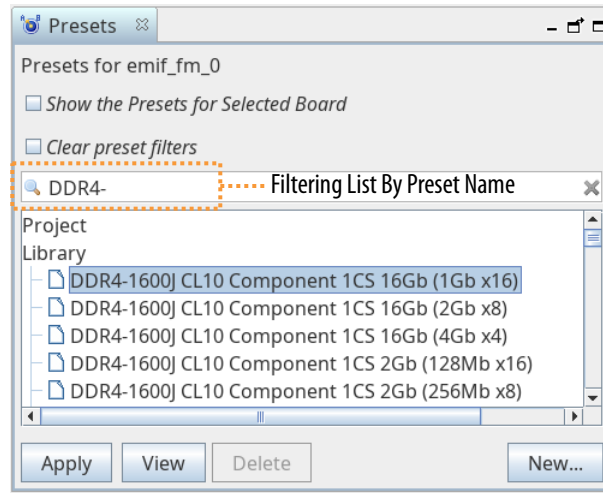 Presets
Presets for emif_fm_0
Show the Presets for Selected Board
Clear preset filters
DDR4-
Filtering List By Preset Name
Project
Library
DDR4-1600J CL10 Component 1CS 16Gb (1Gb x16)
DDR4-1600J CL10 Component 1CS 16Gb (2Gb x8)
DDR4-1600J CL10 Component 1CS 16Gb (4Gb x4)
DDR4-1600J CL10 Component 1CS 2Gb (128Mb x16)
DDR4-1600J CL10 Component 1CS 2Gb (256Mb x8)
Apply View Delete New...